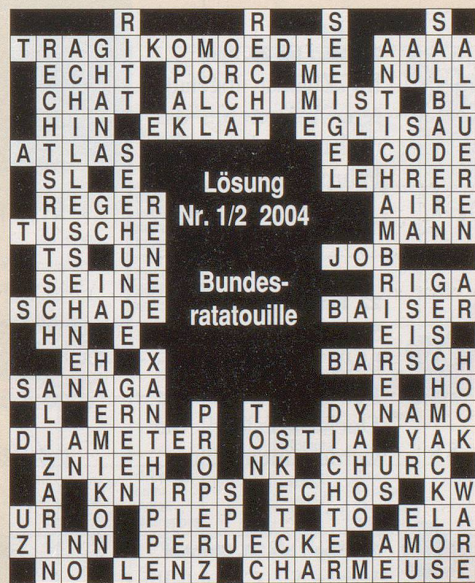 R R S S
TRAGIKOMOEDIE AAAA
ECHT PORC ME NULL
CHAT ALCHIMIST BL
HIN EKLAT EGLISAU
ATLAS E CODE
SL E LEHRER
REGER AIRE
TUSCHE MANN
TS UN JOB
SEINE RIGA
SCHADE BAISER
HN E EIS
EH X BARSCH
SANAGA E HO
L ERN P T DYNAMO
DIAMETER OSTIA YAK
ZNIEH O NK CHURC
A KNIRPS ECHOS KW
UR O PIEP T TO ELA
ZINN PERUECKE AMOR
NO LENZ CHARMEUSE
Lösung
Nr. 1/2 2004
Bundes-
ratatouille